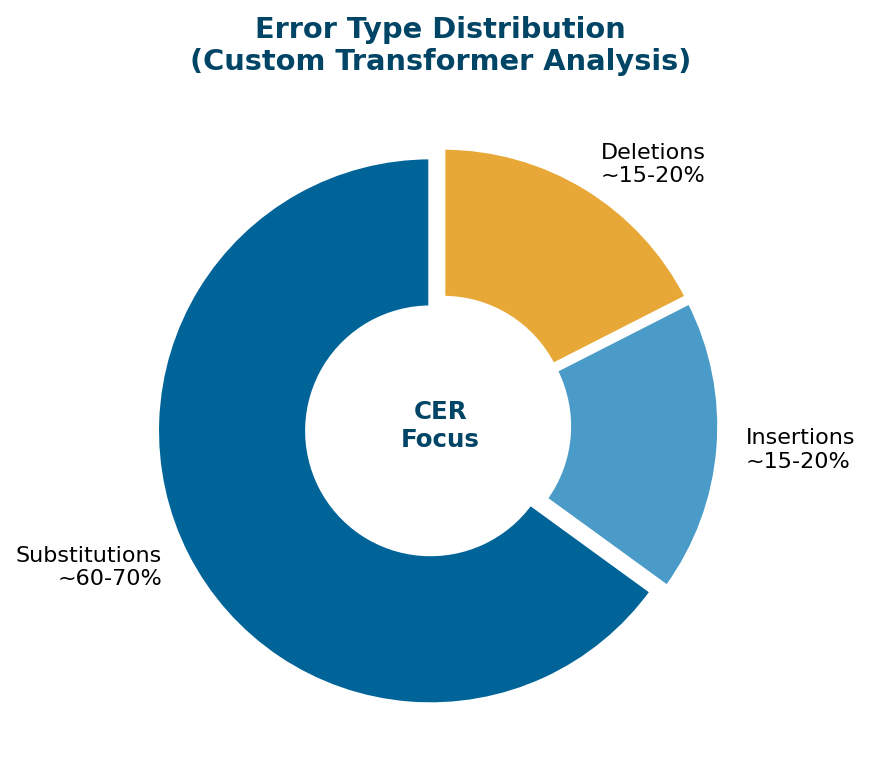 Error Type Distribution
(Custom Transformer Analysis)
Deletions
~15-20%
CER
Focus
Insertions
~15-20%
Substitutions
~60-70%